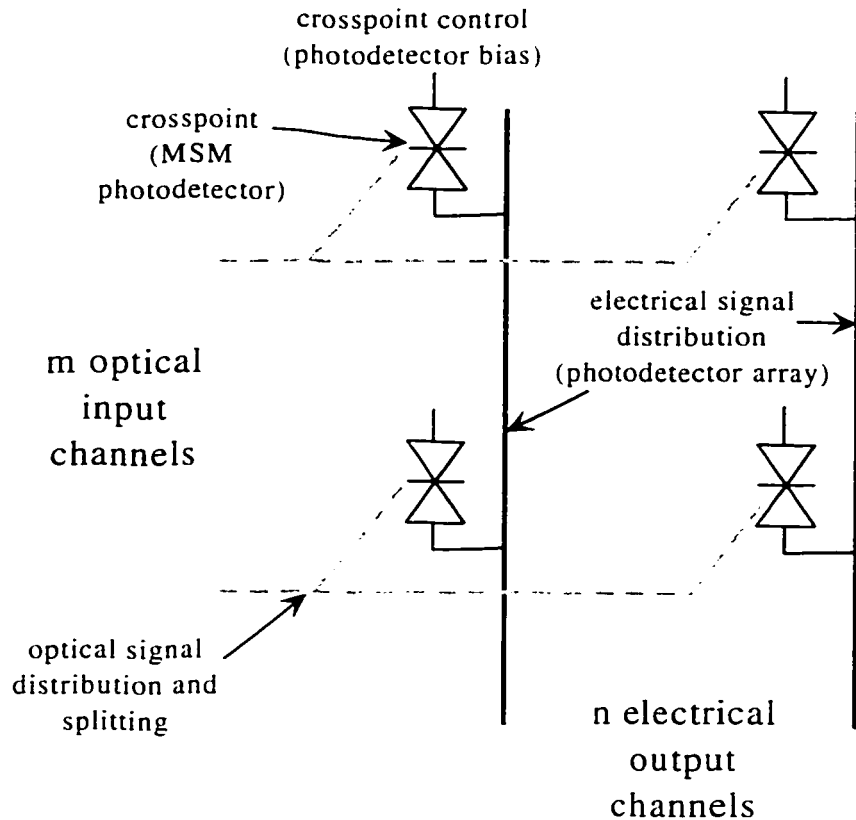 crosspoint control
(photodetector bias)
crosspoint
(MSM
photodetector)
electrical signal
distribution
(photodetector array)
m optical
input
channels
optical signal
distribution and
splitting
n electrical
output
channels